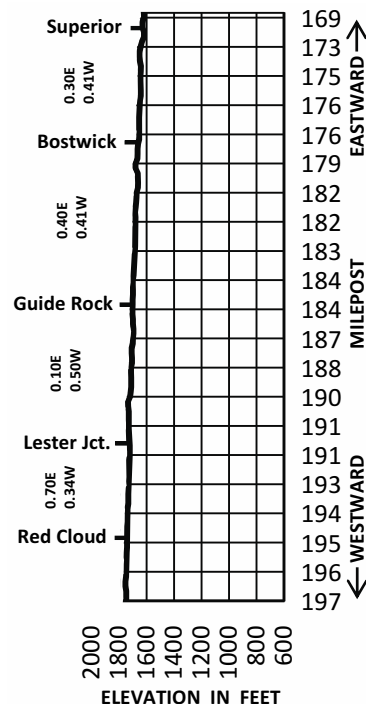 Superior
0.30E
0.41W
Bostwick
0.40E
0.41W
Guide Rock
0.10E
0.50W
Lester Jct.
0.70E
0.34W
Red Cloud
169
173
175
176
176
179
182
182
183
184
184
187
188
190
191
191
193
194
195
196
197
EASTWARD
MILEPOST
WESTWARD
2000
1800
1600
1400
1200
1000
800
600
ELEVATION IN FEET